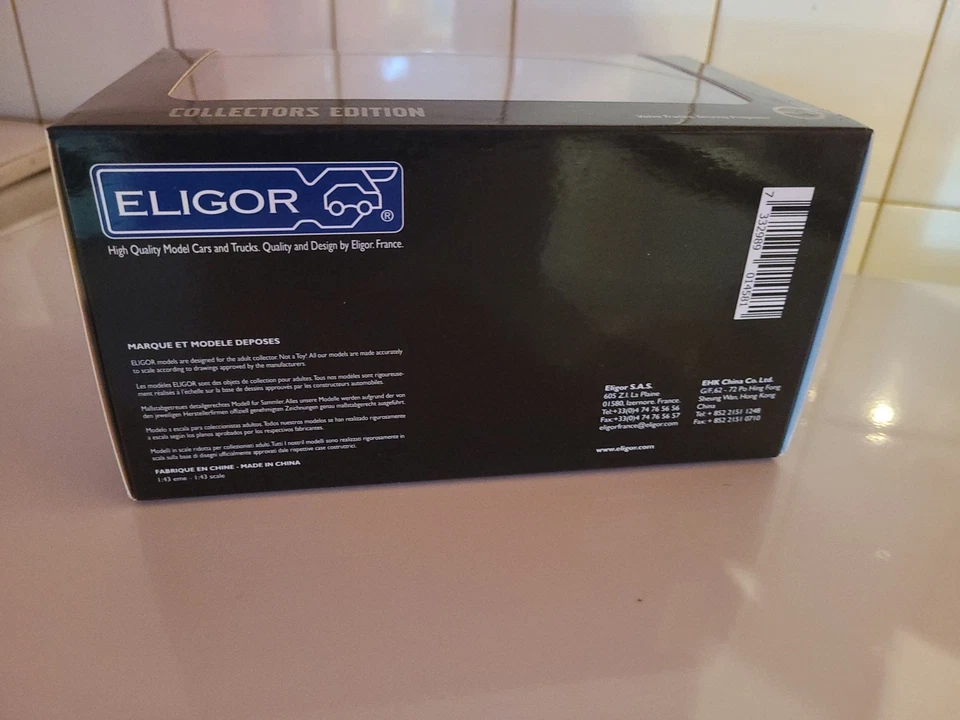 COLLECTORS EDITION
ELIGOR ®
High Quality Model Cars and Trucks. Quality and Design by Eligor. France.
7 332989 014581
MARQUE ET MODELE DEPOSES
ELIGOR models are designed for the adult collector. Not a Toy! All our models are made accurately
to scale according to drawings approved by the manufacturers.
Les modèles ELIGOR sont des objets de collection pour adultes. Tous nos modèles sont rigoureuse-
ment réalisés à l'échelle sur la base de dessins approuvés par les constructeurs automobiles.
Maßstabgetreues detailgerechtes Modell für Sammler. Alles unsere Modelle werden aufgrund der von
den jeweiligen Herstellerfirmen offiziell genehmigten Zeichnungen genau maßstabgerecht ausgeführt.
Modelo a escala para coleccionistas adultos. Todos nuestros modelos se han realizado rigurosamente
a escala según los planos aprobados por los respectivos fabricantes.
Modelli in scale ridotta per collezionisti adulti. Tutti I nostril modelli sono realizzati rigorosamente in
scala sulla base di disegni officialmente approvati dale rispettive case costruttrici.
FABRIQUE EN CHINE - MADE IN CHINA
1:43 eme - 1:43 scale
Eligor S.A.S.
605 Z.I. La Plaine
01580, Izernore. France.
Tel:+33(0)4 74 76 56 56
Fax:+33(0)4 74 76 56 57
eligorfrance@eligor.com
www.eligor.com
EHK China Co. Ltd.
G/F, 62 - 72 Po Hing Fong
Sheung Wan, Hong Kong
China
Tel: + 852 2151 1248
Fax: + 852 2151 0710